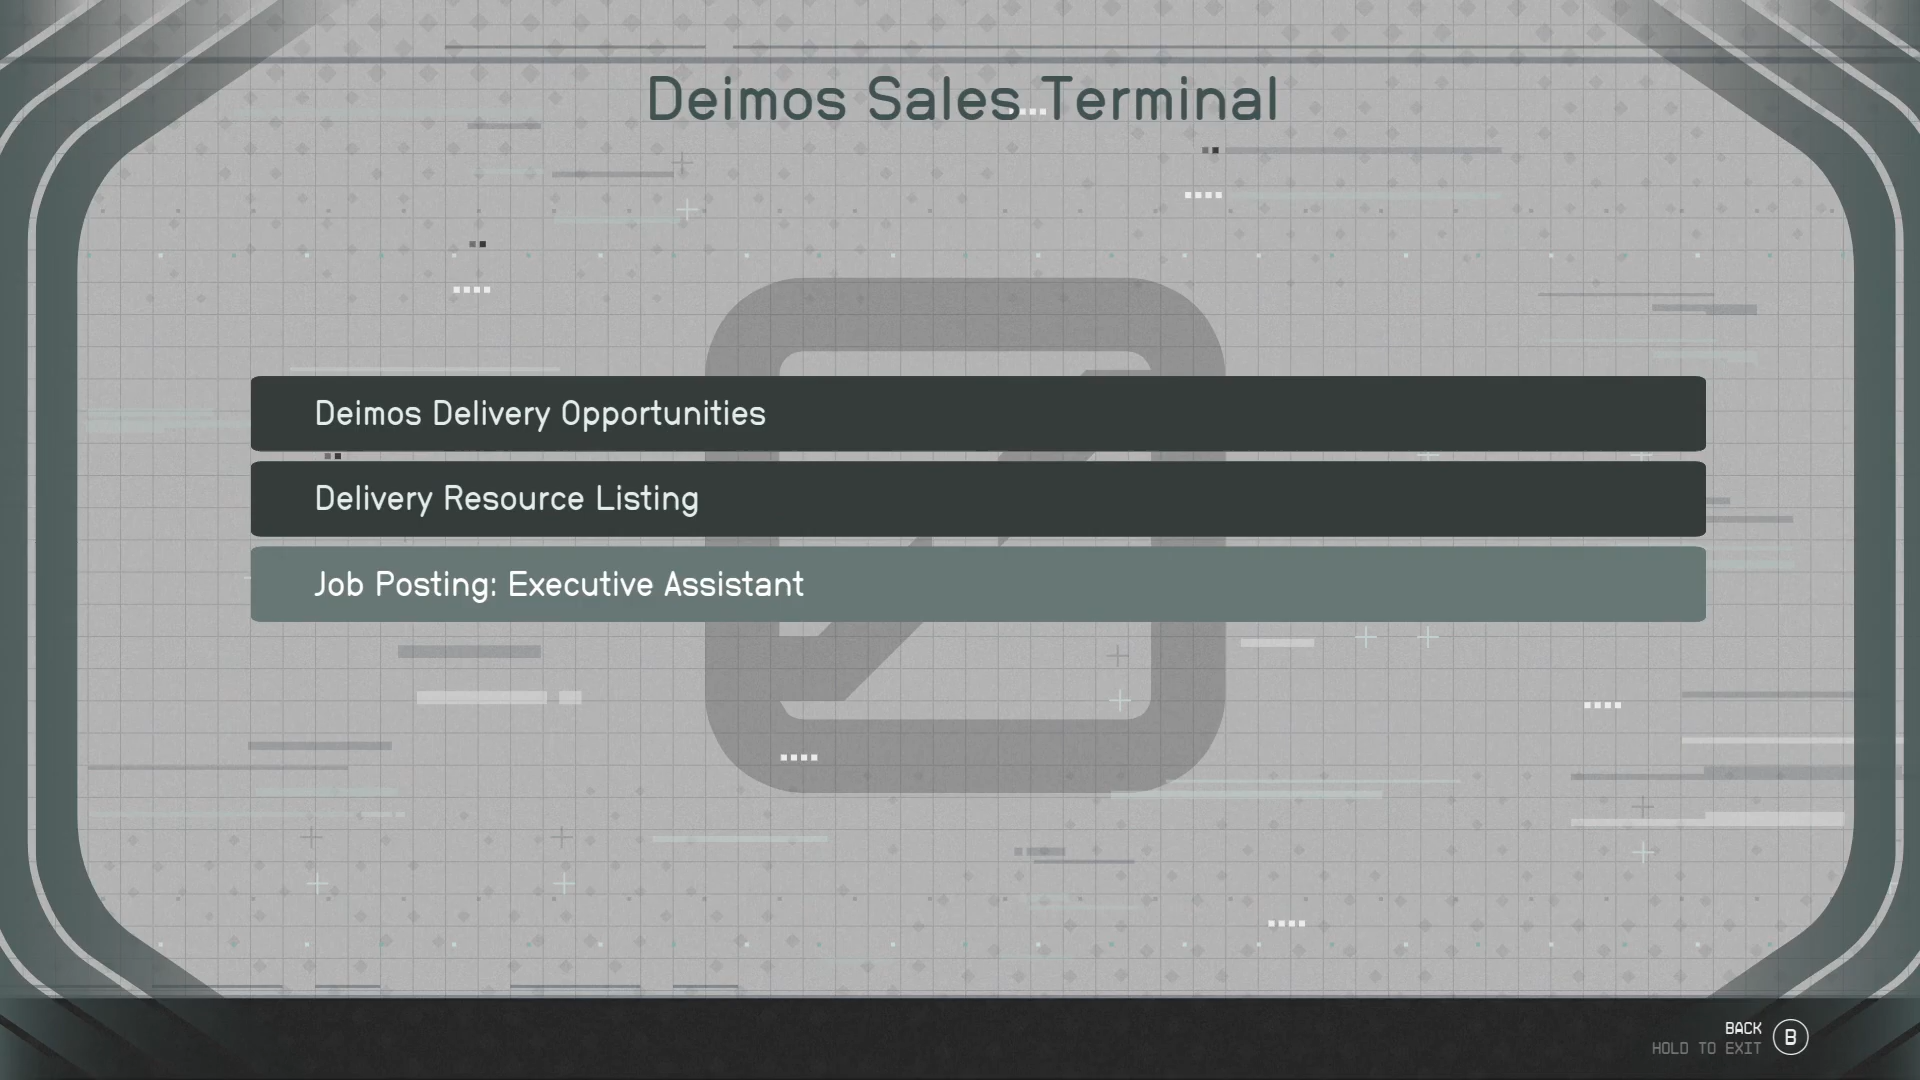 Deimos Sales Terminal
Deimos Delivery Opportunities
Delivery Resource Listing
Job Posting: Executive Assistant
BACK
HOLD TO EXIT
B